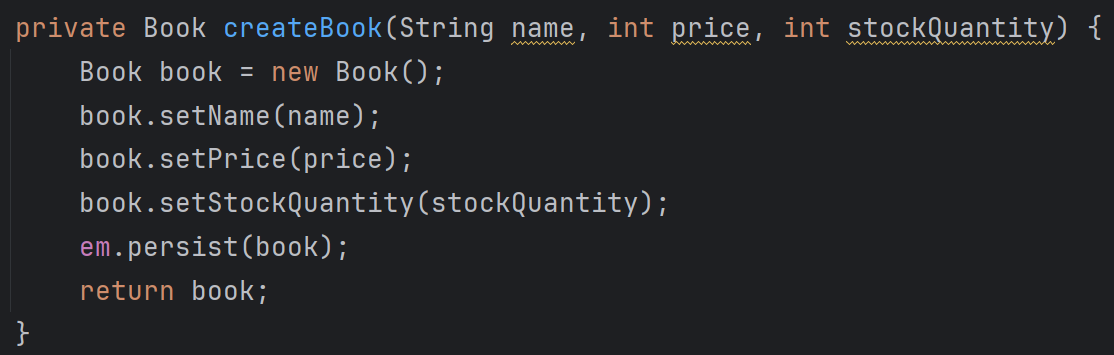 private Book createBook(String name, int price, int stockQuantity) {
    Book book = new Book();
    book.setName(name);
    book.setPrice(price);
    book.setStockQuantity(stockQuantity);
    em.persist(book);
    return book;
}